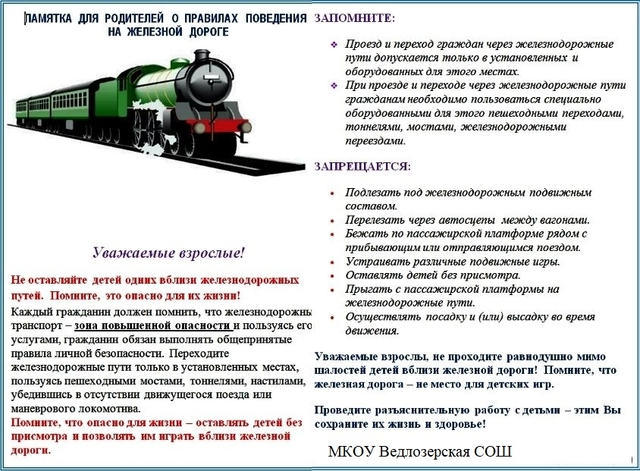 ПАМЯТКА ДЛЯ РОДИТЕЛЕЙ О ПРАВИЛАХ ПОВЕДЕНИЯ
НА ЖЕЛЕЗНОЙ ДОРОГЕ
Уважаемые взрослые!
Не оставляйте детей одних вблизи железнодорожных
путей. Помните, это опасно для их жизни!
Каждый гражданин должен помнить, что железнодорожны
транспорт – зона повышенной опасности и пользуясь его
услугами, гражданин обязан выполнять общепринятые
правила личной безопасности. Переходите
железнодорожные пути только в установленных местах,
пользуясь пешеходными мостами, тоннелями, настилами,
убедившись в отсутствии движущегося поезда или
маневрового локомотива.
Помните, что опасно для жизни – оставлять детей без
присмотра и позволять им играть вблизи железной
дороги.
ЗАПОМНИТЕ:
❖ Проезд и переход граждан через железнодорожные
пути допускается только в установленных и
оборудованных для этого местах.
❖ При проезде и переходе через железнодорожные пути
гражданам необходимо пользоваться специально
оборудованными для этого пешеходными переходами,
тоннелями, мостами, железнодорожными
переездами.
ЗАПРЕЩАЕТСЯ:
• Подлезать под железнодорожным подвижным
составом.
• Перелезать через автосцепы между вагонами.
• Бежать по пассажирской платформе рядом с
прибывающим или отправляющимся поездом.
• Устраивать различные подвижные игры.
• Оставлять детей без присмотра.
• Прыгать с пассажирской платформы на
железнодорожные пути.
• Осуществлять посадку и (или) высадку во время
движения.
Уважаемые взрослы, не проходите равнодушно мимо
шалостей детей вблизи железной дороги! Помните, что
железная дорога – не место для детских игр.
Проведите разъяснительную работу с детьми – этим Вы
сохраните их жизнь и здоровье!
МКОУ Ведлозерская СОШ